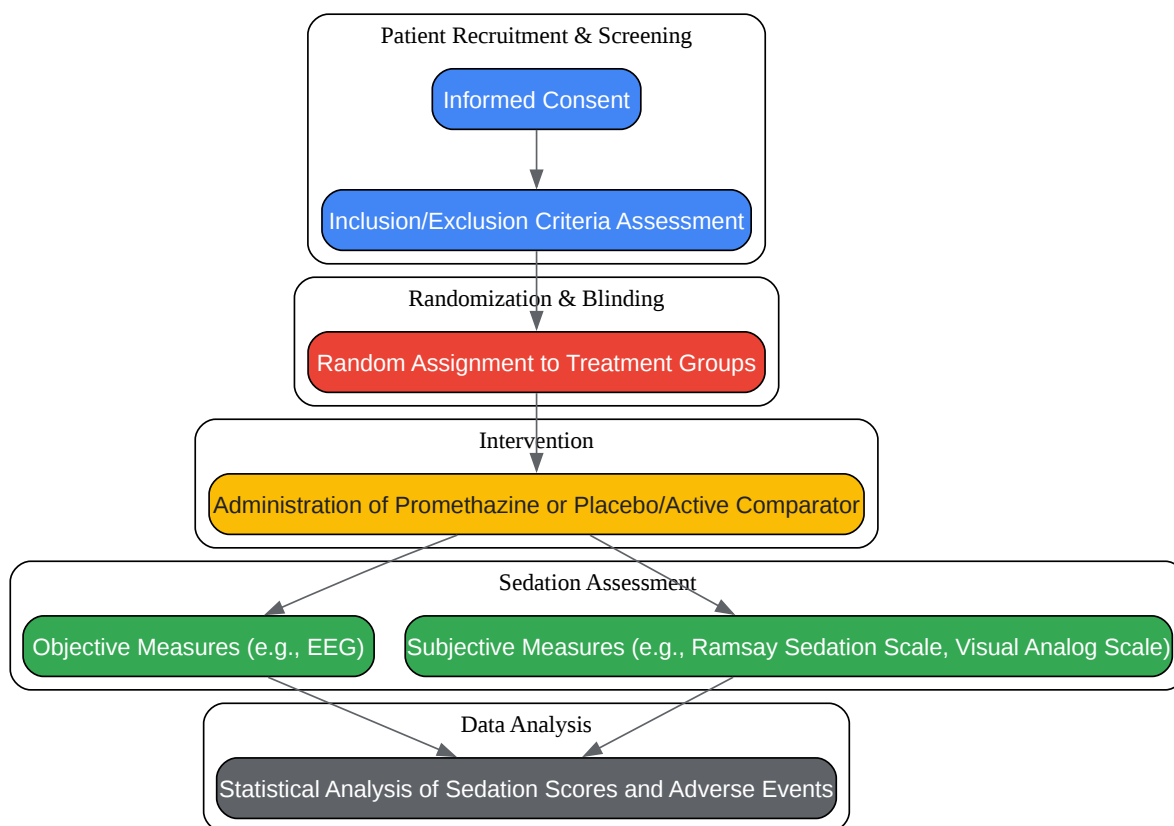 Patient Recruitment & Screening
Informed Consent
Inclusion/Exclusion Criteria Assessment
Randomization & Blinding
Random Assignment to Treatment Groups
Intervention
Administration of Promethazine or Placebo/Active Comparator
Sedation Assessment
Objective Measures (e.g., EEG)
Subjective Measures (e.g., Ramsay Sedation Scale, Visual Analog Scale)
Data Analysis
Statistical Analysis of Sedation Scores and Adverse Events